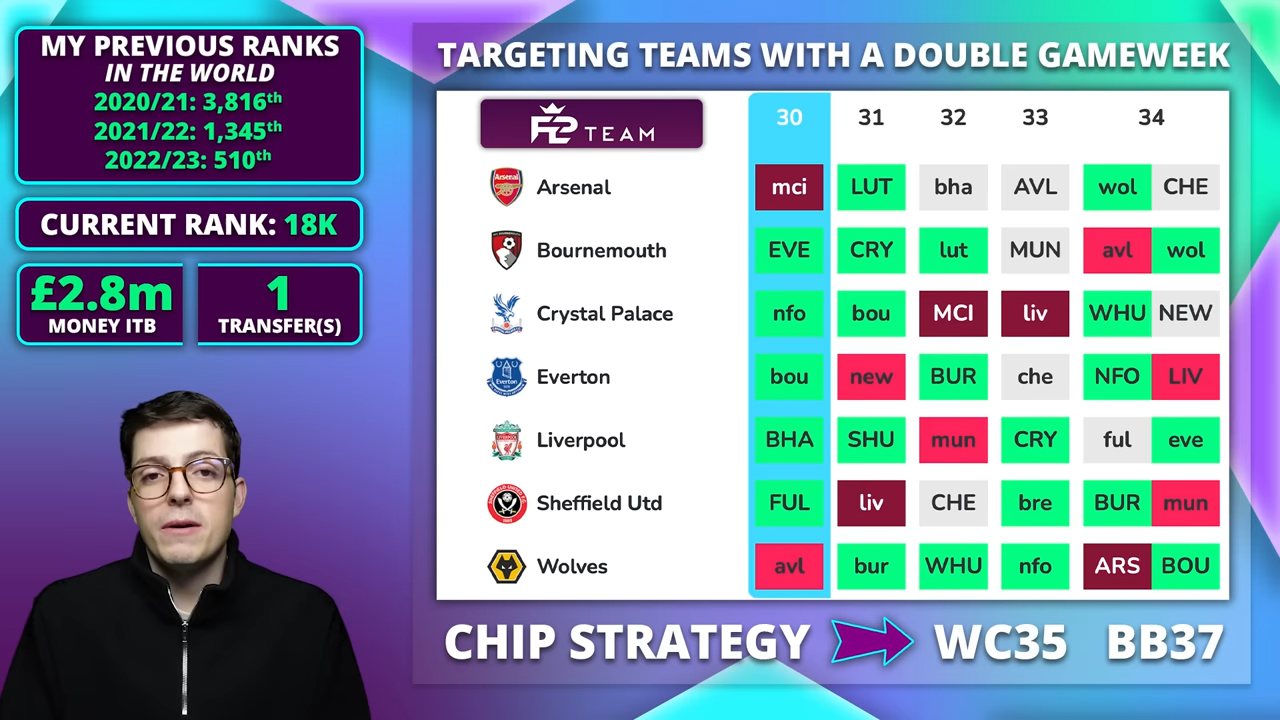 MY PREVIOUS RANKS
IN THE WORLD
2020/21: 3,816th
2021/22: 1,345th
2022/23: 510th
CURRENT RANK: 18K
£2.8m
MONEY ITB
1
TRANSFER(S)
TARGETING TEAMS WITH A DOUBLE GAMEWEEK
TEAM 30 31 32 33 34
Arsenal mci LUT bha AVL wol CHE
Bournemouth EVE CRY lut MUN avl wol
Crystal Palace nfo bou MCI liv WHU NEW
Everton bou new BUR che NFO LIV
Liverpool BHA SHU mun CRY ful eve
Sheffield Utd FUL liv CHE bre BUR mun
Wolves avl bur WHU nfo ARS BOU
CHIP STRATEGY WC35 BB37